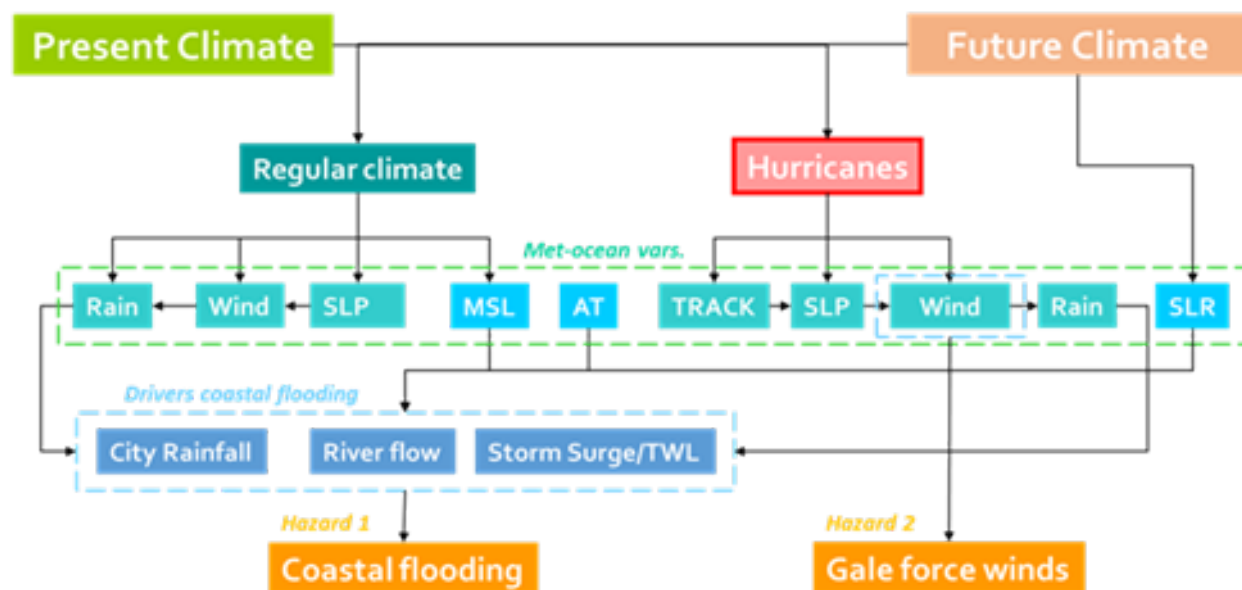 Present Climate
Future Climate
Regular climate
Hurricanes
Met-ocean vars.
Rain
Wind
SLP
MSL
AT
TRACK
SLP
Wind
Rain
SLR
Drivers coastal flooding
City Rainfall
River flow
Storm Surge/TWL
Hazard 1
Hazard 2
Coastal flooding
Gale force winds